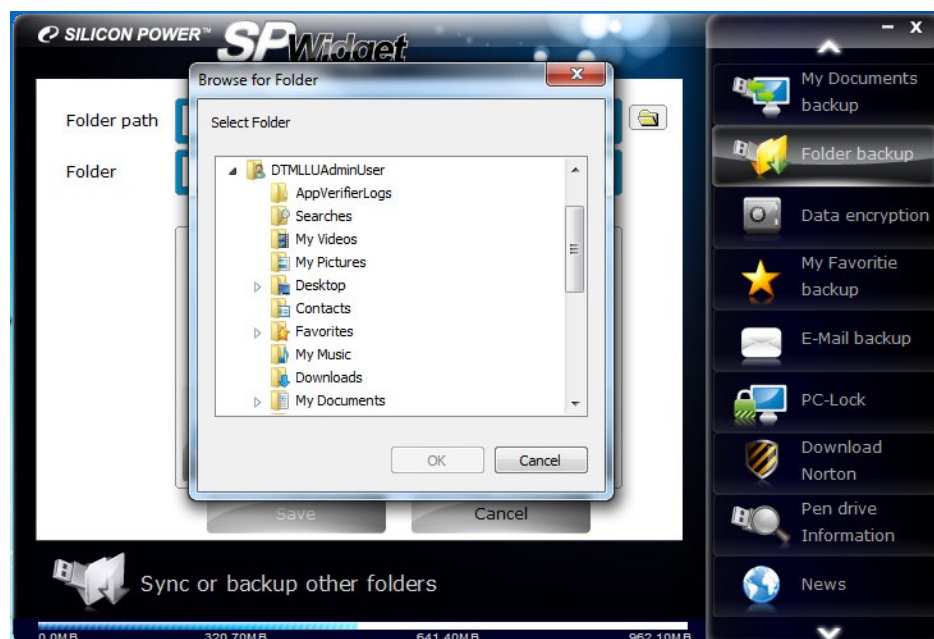 SILICON POWER™ SPWidget
Browse for Folder
Select Folder
Folder path
Folder
DTMLLUAdminUser
AppVerifierLogs
Searches
My Videos
My Pictures
Desktop
Contacts
Favorites
My Music
Downloads
My Documents
OK Cancel
Save Cancel
Sync or backup other folders
0.0MB 320.70MB 641.40MB 962.10MB
My Documents
backup
Folder backup
Data encryption
My Favoritie
backup
E-Mail backup
PC-Lock
Download
Norton
Pen drive
Information
News